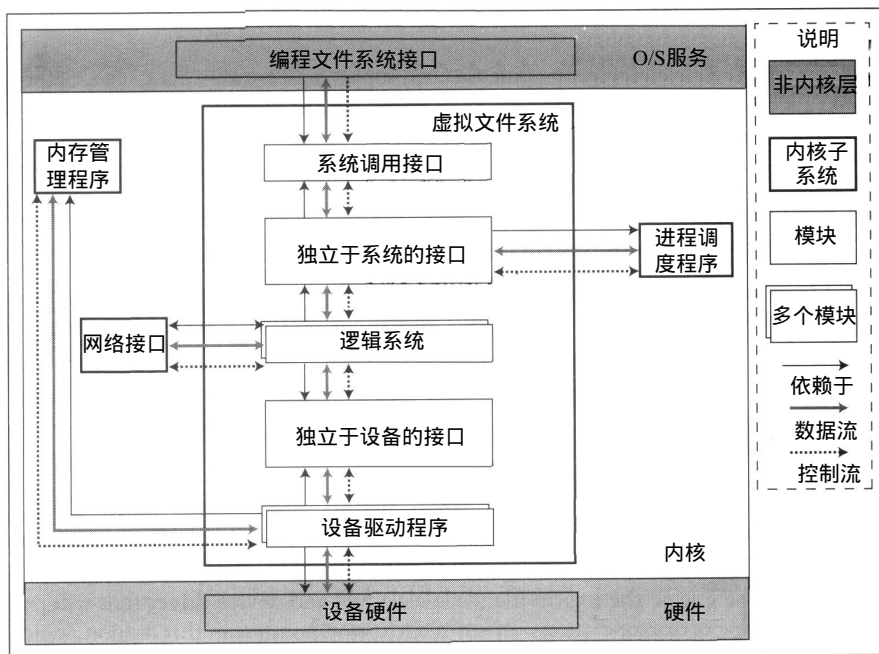 编程文件系统接口
O/S服务
虚拟文件系统
内存管
理程序
系统调用接口
独立于系统的接口
进程调
度程序
网络接口
逻辑系统
独立于设备的接口
设备驱动程序
内核
设备硬件
硬件
说明
非内核层
内核子
系统
模块
多个模块
依赖于
数据流
控制流